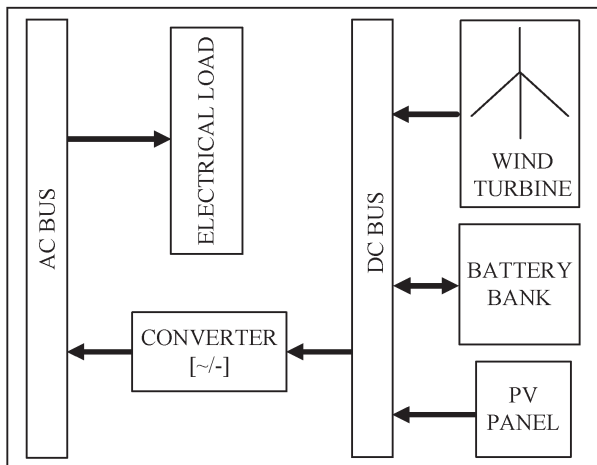 AC BUS
ELECTRICAL LOAD
CONVERTER
[~/-]
DC BUS
WIND
TURBINE
BATTERY
BANK
PV
PANEL